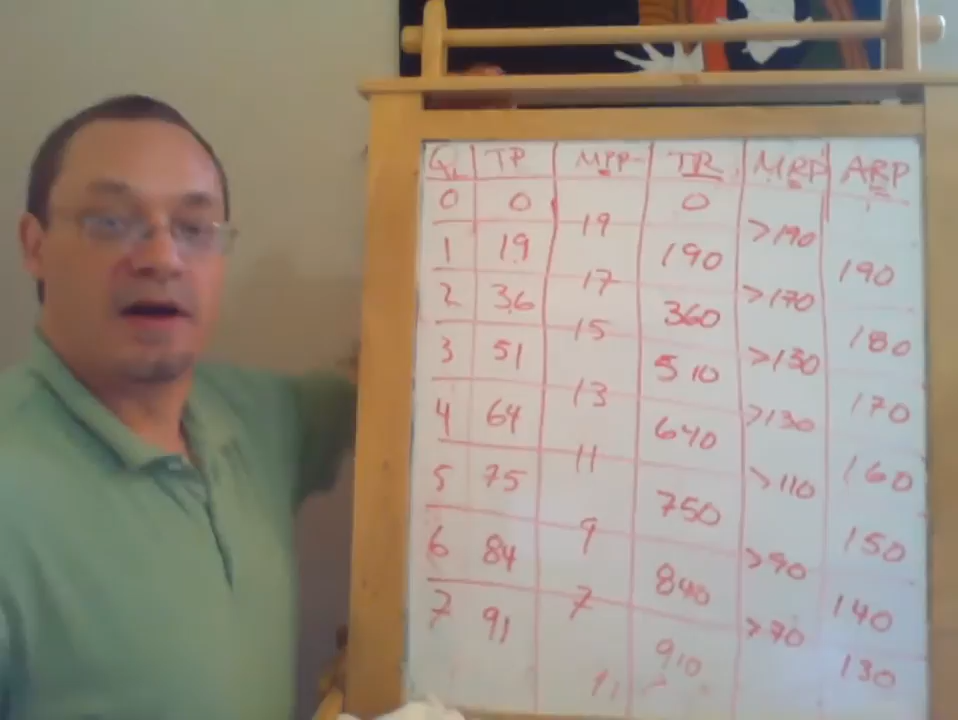 QL TP MPP TR MRP ARP
0 0 0
19 >190
1 19 190 190
17 >170
2 36 360 180
15 >130
3 51 510 170
13 >130
4 64 640 160
11 >110
5 75 750 150
9 >90
6 84 840 140
7 >70
7 91 910 130